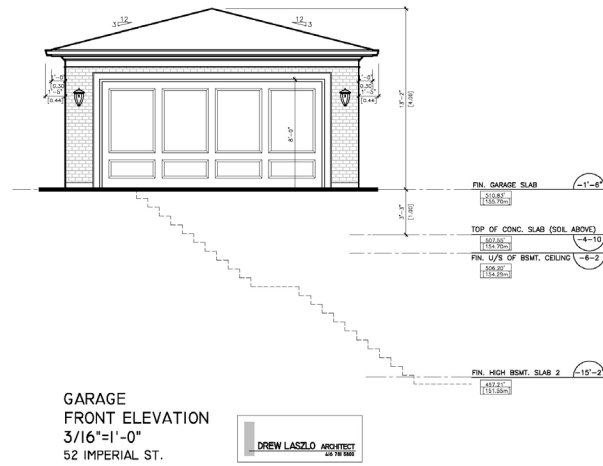 12
3
12
3
1'-0"
[0.30]
1'-5"
[0.44]
1'-0"
[0.30]
1'-5"
[0.44]
8'-0"
13'-2"
[4.00]
3'-3"
[1.00]
FIN. GARAGE SLAB
-1'-6"
510.83'
[155.70m]
TOP OF CONC. SLAB (SOIL ABOVE)
-4-10
507.55'
[154.70m]
FIN. U/S OF BSMT. CEILING
-6-2
506.20'
[154.29m]
FIN. HIGH BSMT. SLAB 2
-15'-2"
497.21'
[151.55m]
GARAGE
FRONT ELEVATION
3/16"=1'-0"
52 IMPERIAL ST.
DREW LASZLO ARCHITECT